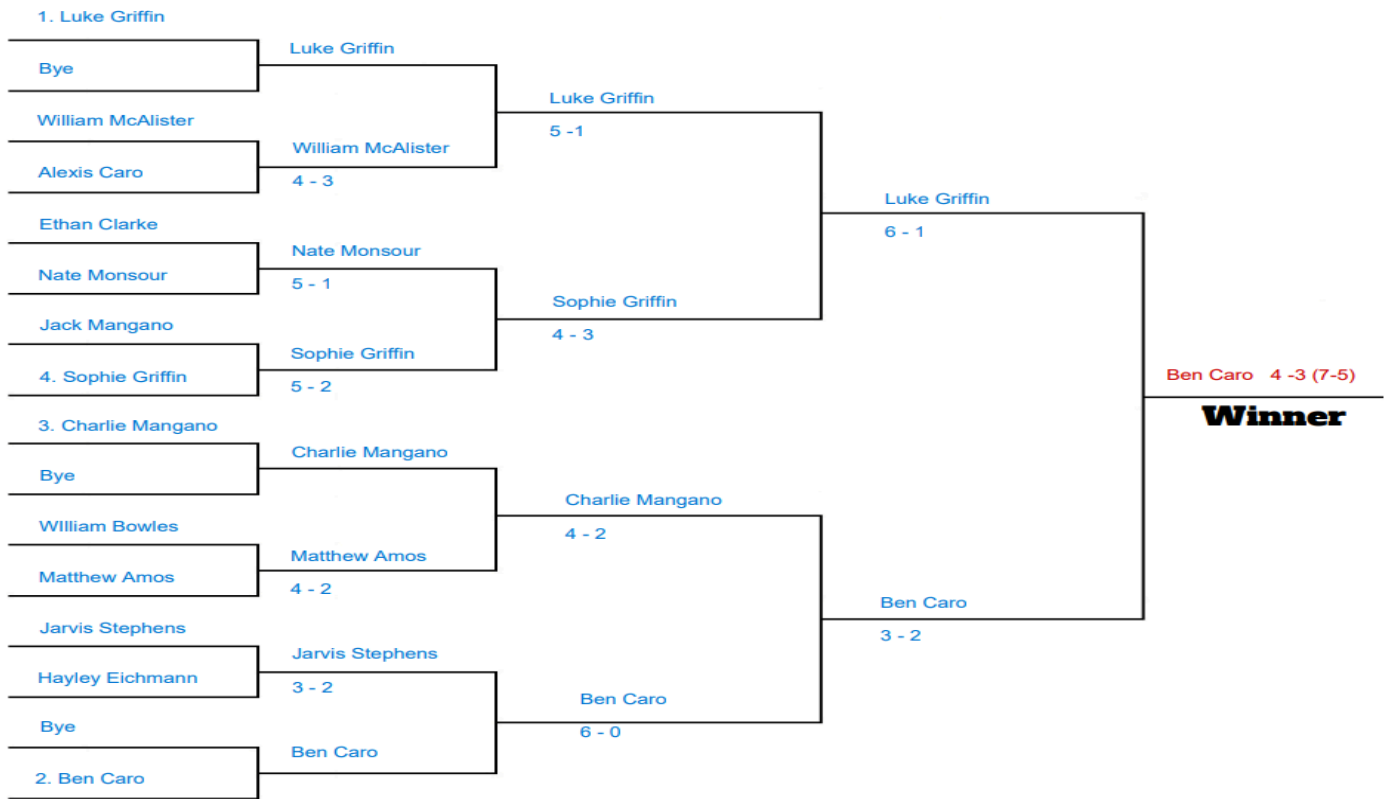 1. Luke Griffin
Bye
William McAlister
Alexis Caro
Ethan Clarke
Nate Monsour
Jack Mangano
4. Sophie Griffin
3. Charlie Mangano
Bye
WIlliam Bowles
Matthew Amos
Jarvis Stephens
Hayley Eichmann
Bye
2. Ben Caro
Luke Griffin
William McAlister
4 - 3
Nate Monsour
5 - 1
Sophie Griffin
5 - 2
Charlie Mangano
Matthew Amos
4 - 2
Jarvis Stephens
3 - 2
Ben Caro
Luke Griffin
5 -1
Sophie Griffin
4 - 3
Charlie Mangano
4 - 2
Ben Caro
6 - 0
Luke Griffin
6 - 1
Ben Caro
3 - 2
Ben Caro 4 -3 (7-5)
Winner